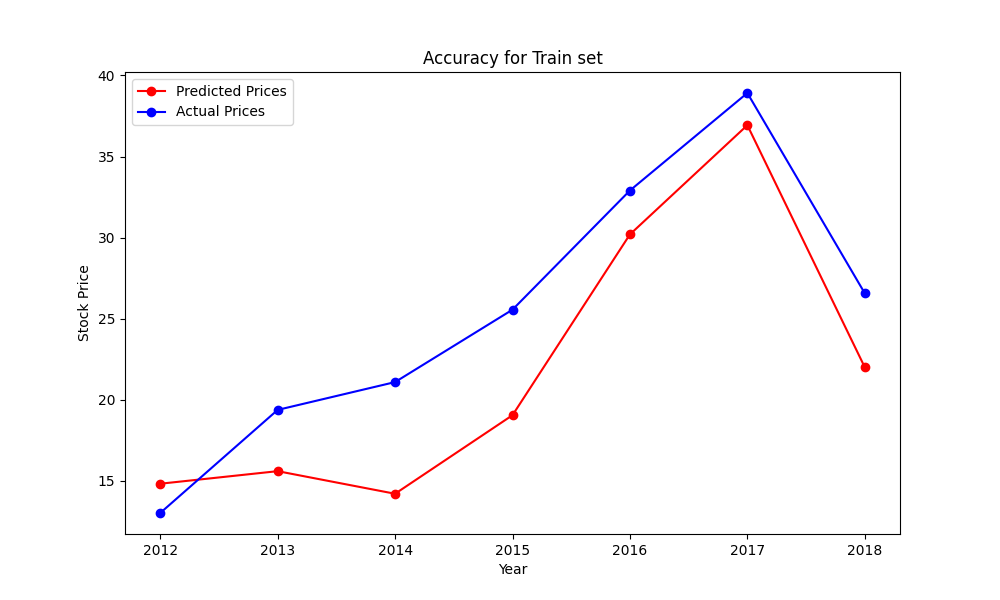 Accuracy for Train set
Predicted Prices
Actual Prices
40
35
30
25
20
15
Stock Price
2012 2013 2014 2015 2016 2017 2018
Year